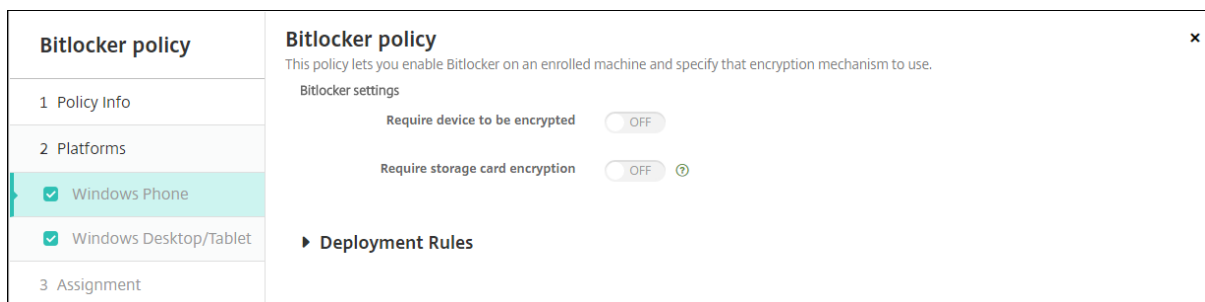 Bitlocker policy
1 Policy Info
2 Platforms
Windows Phone
Windows Desktop/Tablet
3 Assignment
Bitlocker policy
This policy lets you enable Bitlocker on an enrolled machine and specify that encryption mechanism to use.
Bitlocker settings
Require device to be encrypted OFF
Require storage card encryption OFF ?
Deployment Rules